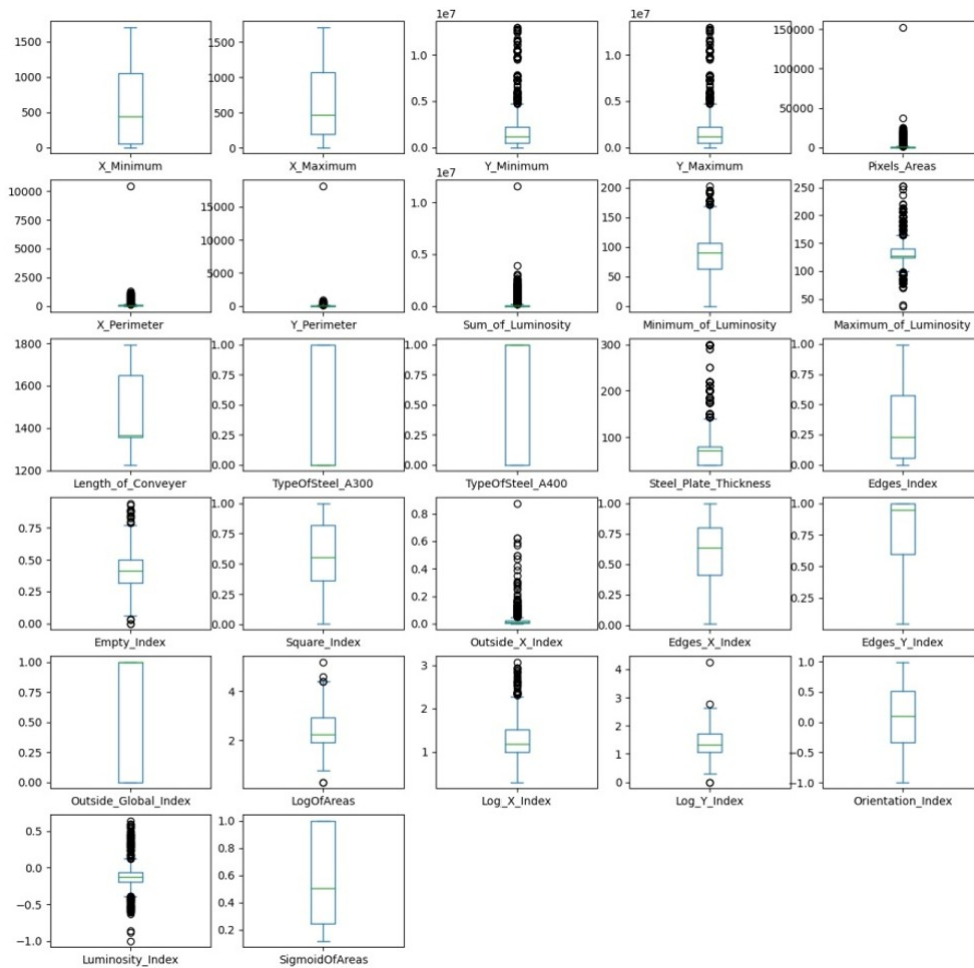 1e7 1e7
1500 1000 500 0
1500 1000 500 0
1.0 0.5 0.0
1.0 0.5 0.0
150000 100000 50000 0
X_Minimum X_Maximum Y_Minimum Y_Maximum Pixels_Areas
1e7
10000 7500 5000 2500 0
15000 10000 5000 0
1.0 0.5 0.0
200 150 100 50 0
250 200 150 100 50
X_Perimeter Y_Perimeter Sum_of_Luminosity Minimum_of_Luminosity Maximum_of_Luminosity
1800 1600 1400 1200
1.00 0.75 0.50 0.25 0.00
1.00 0.75 0.50 0.25 0.00
300 200 100
1.00 0.75 0.50 0.25 0.00
Length_of_Conveyer TypeOfSteel_A300 TypeOfSteel_A400 Steel_Plate_Thickness Edges_Index
0.75 0.50 0.25 0.00
1.00 0.75 0.50 0.25 0.00
0.8 0.6 0.4 0.2 0.0
1.00 0.75 0.50 0.25 0.00
1.00 0.75 0.50 0.25
Empty_Index Square_Index Outside_X_Index Edges_X_Index Edges_Y_Index
1.00 0.75 0.50 0.25 0.00
4 2
3 2 1
4 3 2 1 0
1.0 0.5 0.0 −0.5 −1.0
Outside_Global_Index LogOfAreas Log_X_Index Log_Y_Index Orientation_Index
0.5 0.0 −0.5 −1.0
1.0 0.8 0.6 0.4 0.2
Luminosity_Index SigmoidOfAreas